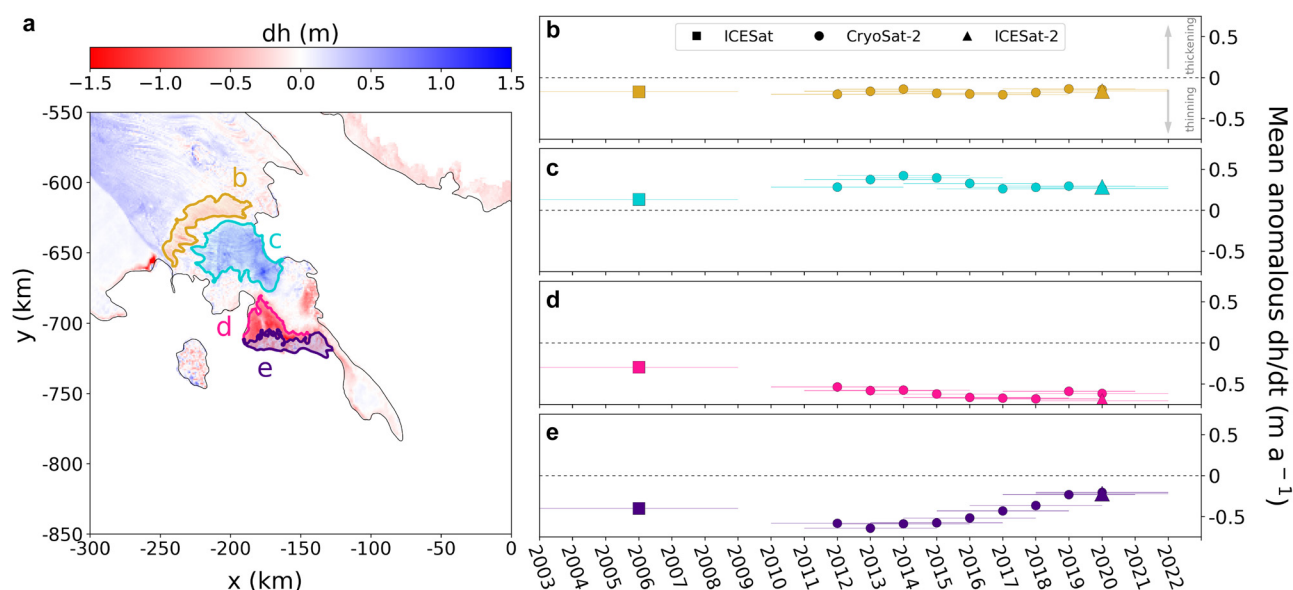 a
dh (m)
-1.5 -1.0 -0.5 0.0 0.5 1.0 1.5
-550
-600
-650
-700
-750
-800
-850
y (km)
b
c
d
e
-300 -250 -200 -150 -100 -50 0
x (km)
b
ICESat CryoSat-2 ICESat-2
thickening
thinning
0.5
0
-0.5
c
0.5
0
-0.5
d
0.5
0
-0.5
e
0.5
0
-0.5
2003 2005 2006 2007 2008 2009 2010 2011 2012 2013 2014 2015 2016 2017 2018 2019 2020 2021 2022
Mean anomalous dh/dt (m a⁻¹)